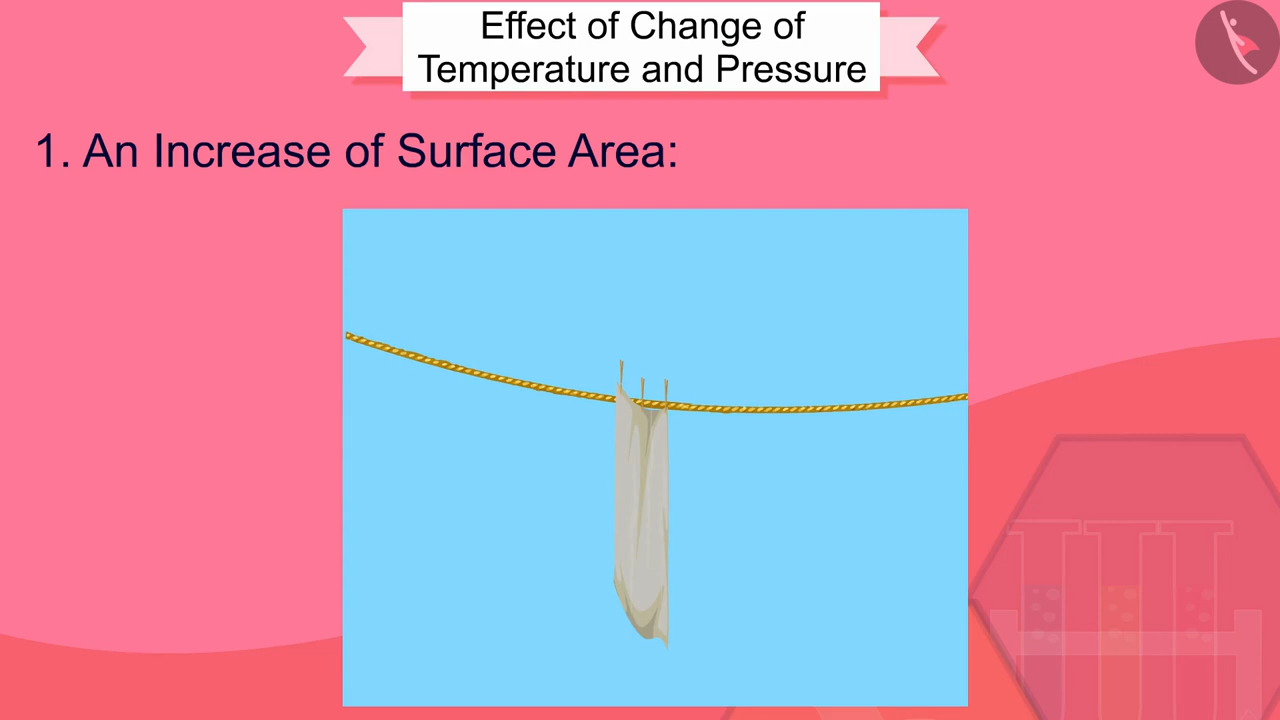 Effect of Change of
Temperature and Pressure
1. An Increase of Surface Area: